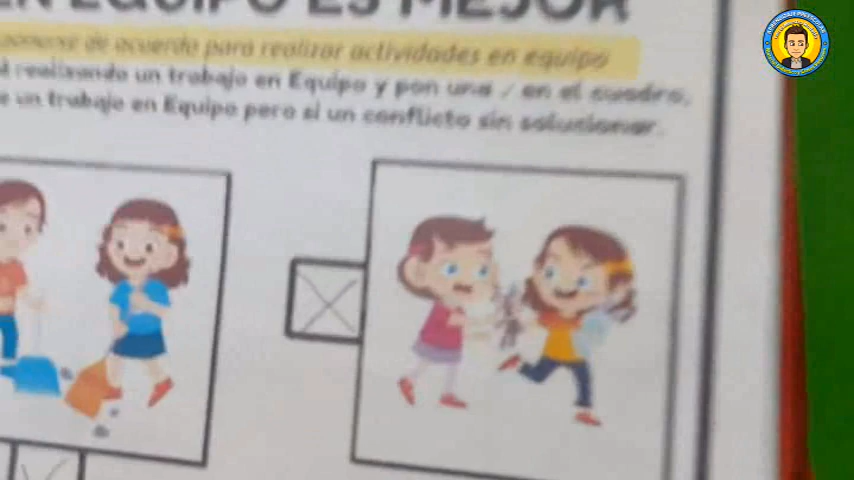 EN EQUIPO ES MEJOR
ponerse de acuerdo para realizar actividades en equipo
realizando un trabajo en Equipo y pon una ✓ en el cuadro,
un trabajo en Equipo pero si un conflicto sin solucionar.